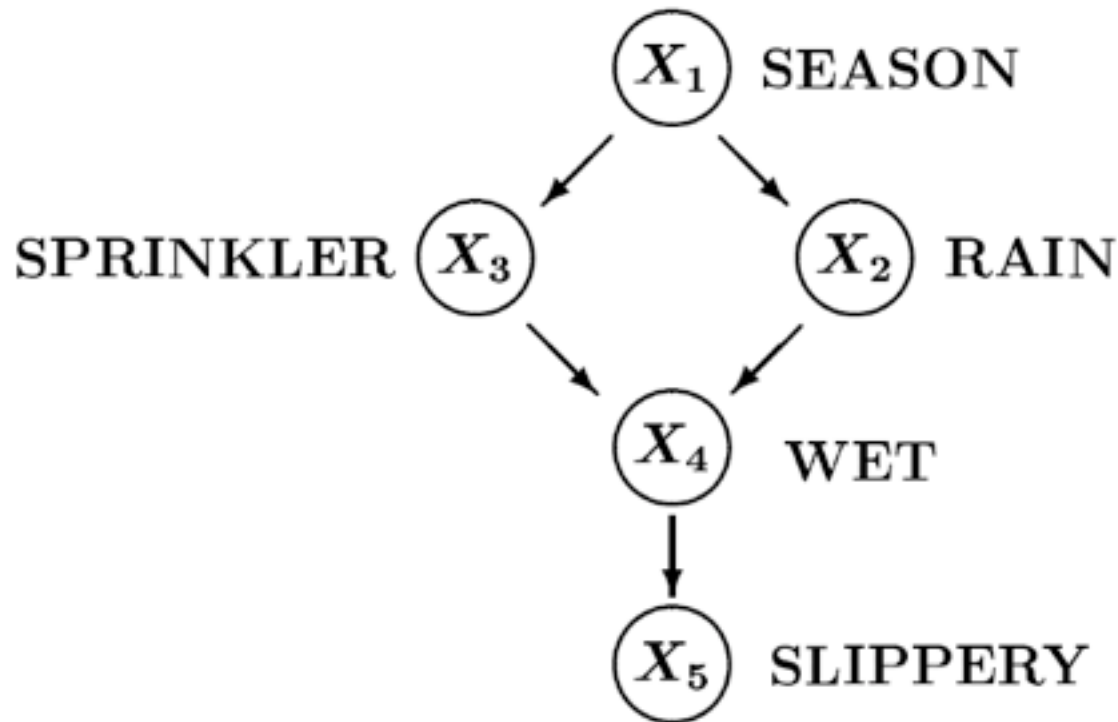 X₁ SEASON
SPRINKLER X₃ X₂ RAIN
X₄ WET
X₅ SLIPPERY